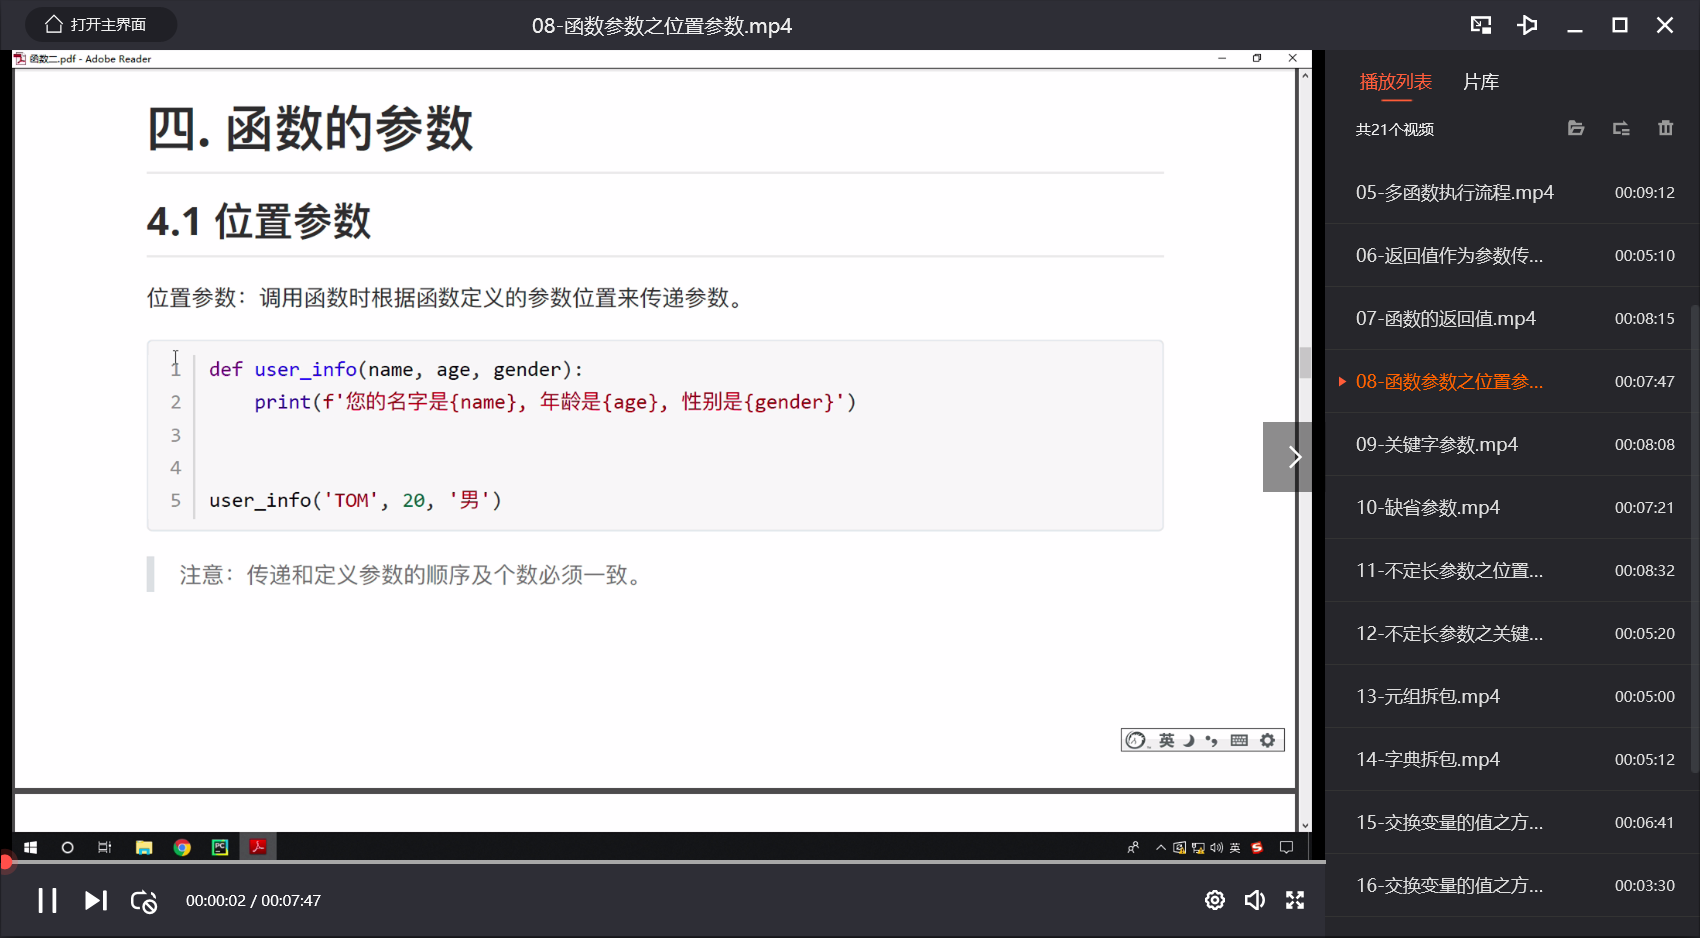 打开主界面
08-函数参数之位置参数.mp4
函数二.pdf - Adobe Reader
四. 函数的参数
4.1 位置参数
位置参数：调用函数时根据函数定义的参数位置来传递参数。
1 def user_info(name, age, gender):
2     print(f'您的名字是{name}, 年龄是{age}, 性别是{gender}')
3
4
5 user_info('TOM', 20, '男')
注意：传递和定义参数的顺序及个数必须一致。
英
PC
英
00:00:02 / 00:07:47
播放列表 片库
共21个视频
05-多函数执行流程.mp4 00:09:12
06-返回值作为参数传... 00:05:10
07-函数的返回值.mp4 00:08:15
08-函数参数之位置参... 00:07:47
09-关键字参数.mp4 00:08:08
10-缺省参数.mp4 00:07:21
11-不定长参数之位置... 00:08:32
12-不定长参数之关键... 00:05:20
13-元组拆包.mp4 00:05:00
14-字典拆包.mp4 00:05:12
15-交换变量的值之方... 00:06:41
16-交换变量的值之方... 00:03:30